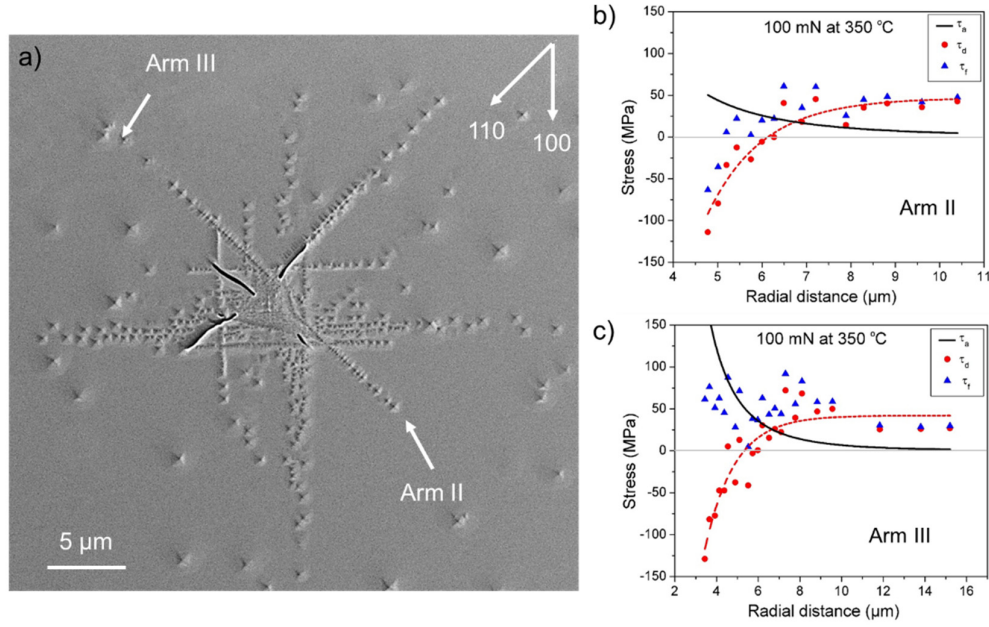 a)
Arm III
110
100
Arm II
5 µm
b)
100 mN at 350 °C
τa
τd
τf
150
100
50
0
-50
-100
-150
Stress (MPa)
Arm II
4 5 6 7 8 9 10 11
Radial distance (µm)
c)
100 mN at 350 °C
τa
τd
τf
150
100
50
0
-50
-100
-150
Stress (MPa)
Arm III
2 4 6 8 10 12 14 16
Radial distance (µm)